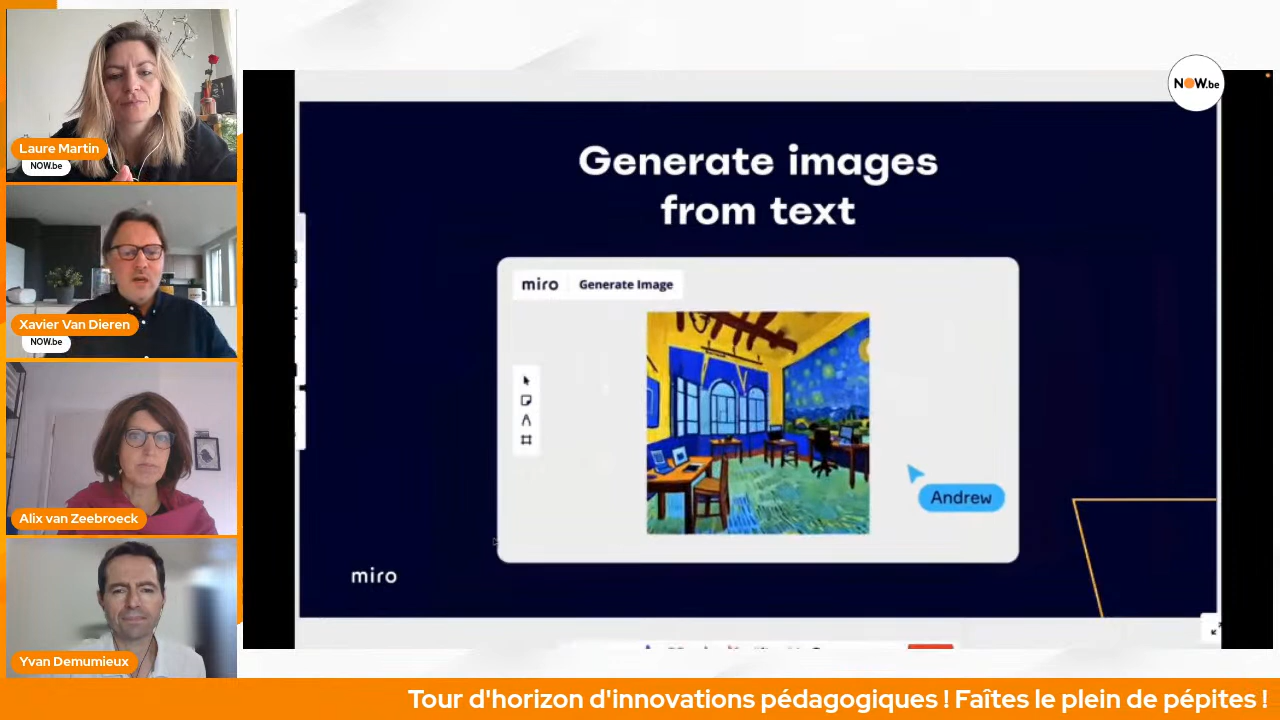 Laure Martin
NOW.be
Xavier Van Dieren
NOW.be
Alix van Zeebroeck
Yvan Demumieux
NOW.be
Generate images
from text
miro
Generate Image
Andrew
miro
Tour d'horizon d'innovations pédagogiques ! Faîtes le plein de pépites !